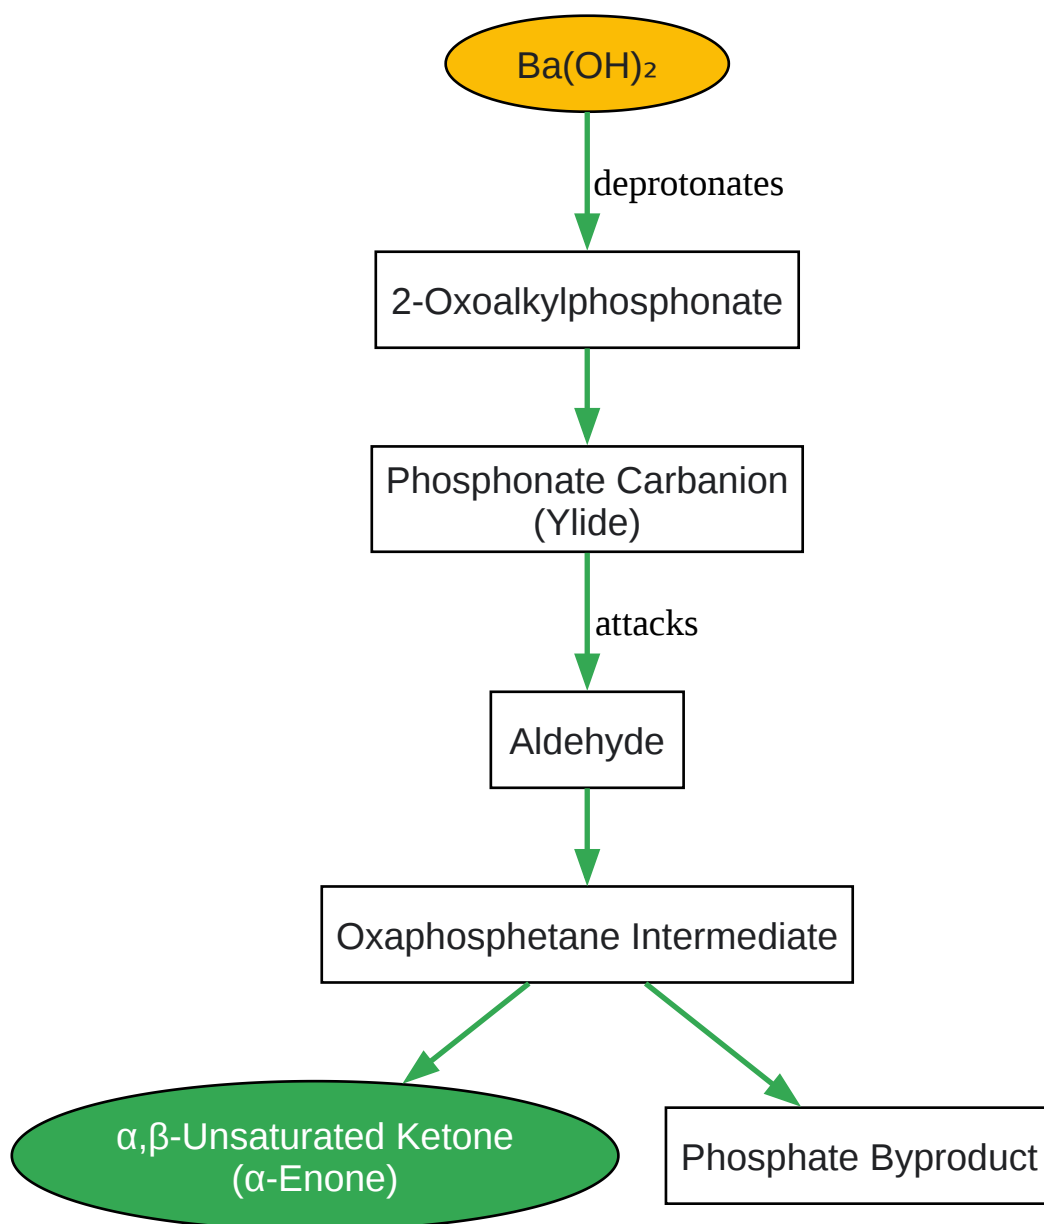 Ba(OH)₂
deprotonates
2-Oxoalkylphosphonate
Phosphonate Carbanion
(Ylide)
attacks
Aldehyde
Oxaphosphetane Intermediate
α,β-Unsaturated Ketone
(α-Enone)
Phosphate Byproduct